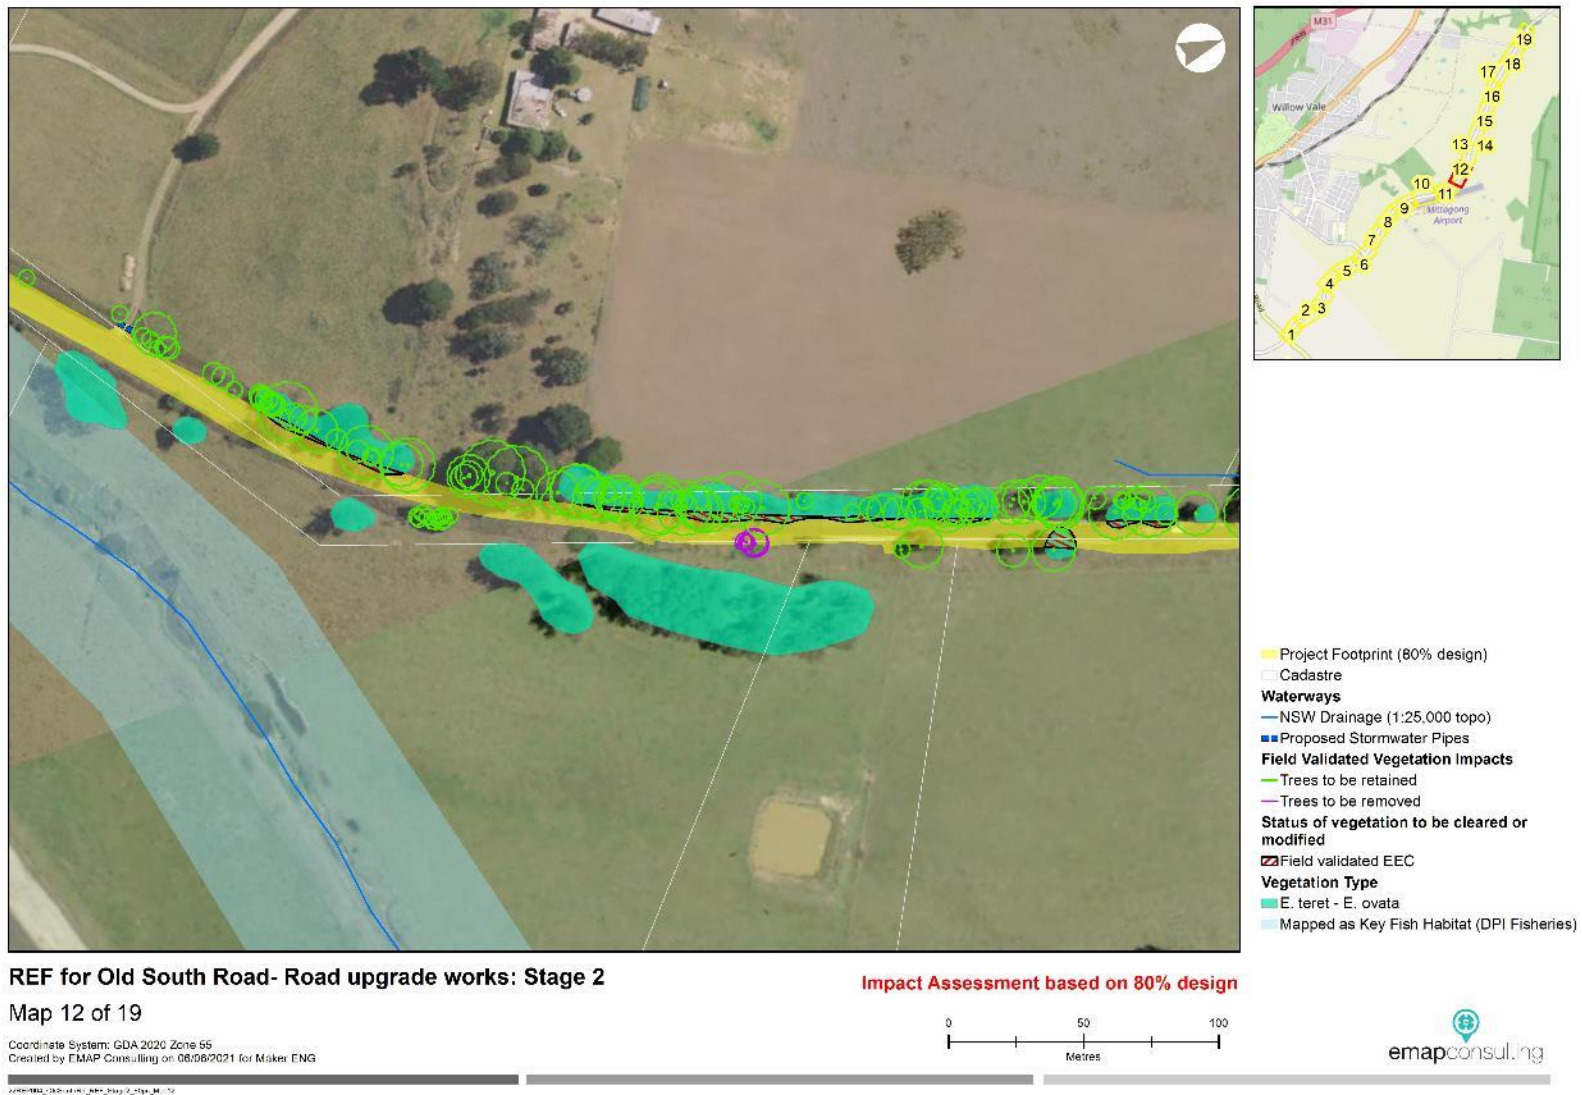 M31
Willow Vale
Mittagong
Airport
Road
1
2
3
4
5
6
7
8
9
10
11
12
13
14
15
16
17
18
19
Project Footprint (80% design)
Cadastre
Waterways
NSW Drainage (1:25,000 topo)
Proposed Stormwater Pipes
Field Validated Vegetation Impacts
Trees to be retained
Trees to be removed
Status of vegetation to be cleared or
modified
Field validated EEC
Vegetation Type
E. teret - E. ovata
Mapped as Key Fish Habitat (DPI Fisheries)
REF for Old South Road- Road upgrade works: Stage 2
Impact Assessment based on 80% design
Map 12 of 19
0 50 100
Metres
Coordinate System: GDA 2020 Zone 55
Created by EMAP Consulting on 06/08/2021 for Maker ENG
emapconsulting